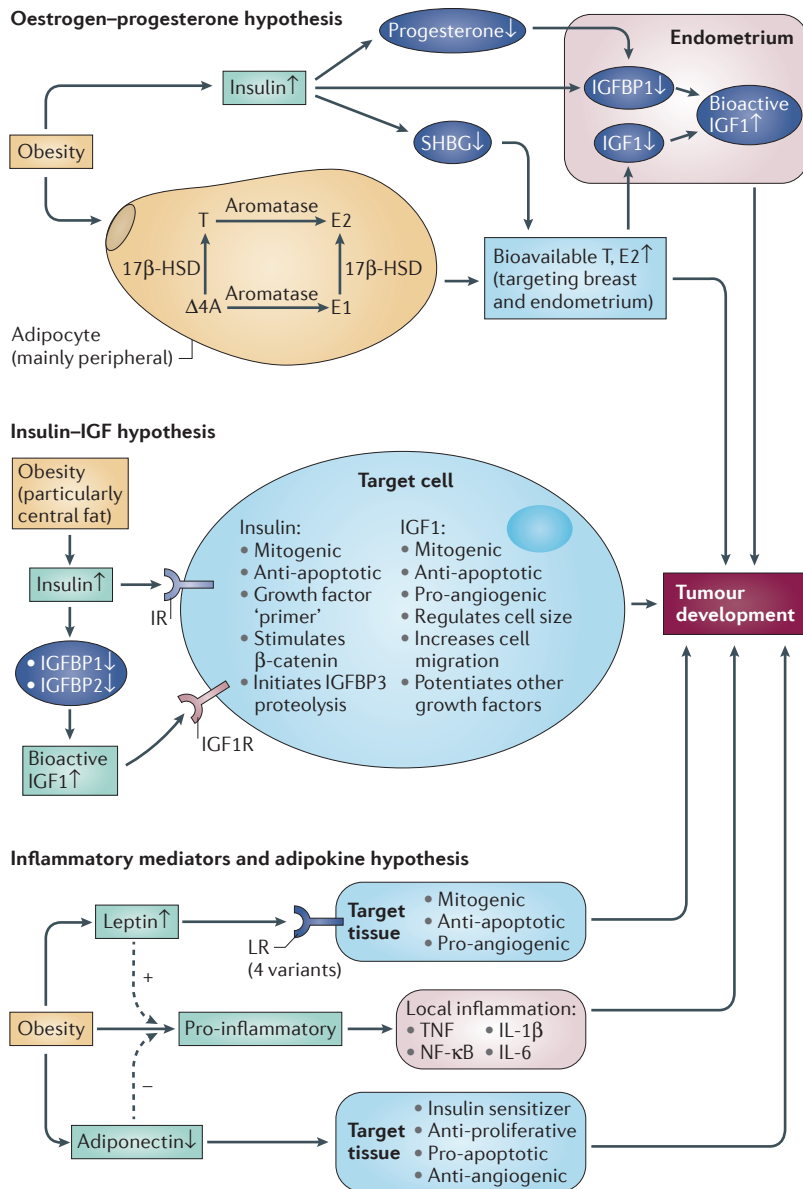 Oestrogen–progesterone hypothesis
Progesterone↓
Endometrium
Insulin↑
IGFBP1↓
Bioactive
IGF1↑
Obesity
SHBG↓
IGF1↓
T
Aromatase
E2
17β-HSD
17β-HSD
Δ4A
Aromatase
E1
Bioavailable T, E2↑
(targeting breast
and endometrium)
Adipocyte
(mainly peripheral)
Insulin–IGF hypothesis
Obesity
(particularly
central fat)
Insulin↑
• IGFBP1↓
• IGFBP2↓
Bioactive
IGF1↑
IR
IGF1R
Target cell
Insulin:
• Mitogenic
• Anti-apoptotic
• Growth factor
‘primer’
• Stimulates
β-catenin
• Initiates IGFBP3
proteolysis
IGF1:
• Mitogenic
• Anti-apoptotic
• Pro-angiogenic
• Regulates cell size
• Increases cell
migration
• Potentiates other
growth factors
Tumour
development
Inflammatory mediators and adipokine hypothesis
Leptin↑
LR
(4 variants)
Target
tissue
• Mitogenic
• Anti-apoptotic
• Pro-angiogenic
+
Obesity
Pro-inflammatory
Local inflammation:
• TNF • IL-1β
• NF-κB • IL-6
–
Adiponectin↓
Target
tissue
• Insulin sensitizer
• Anti-proliferative
• Pro-apoptotic
• Anti-angiogenic